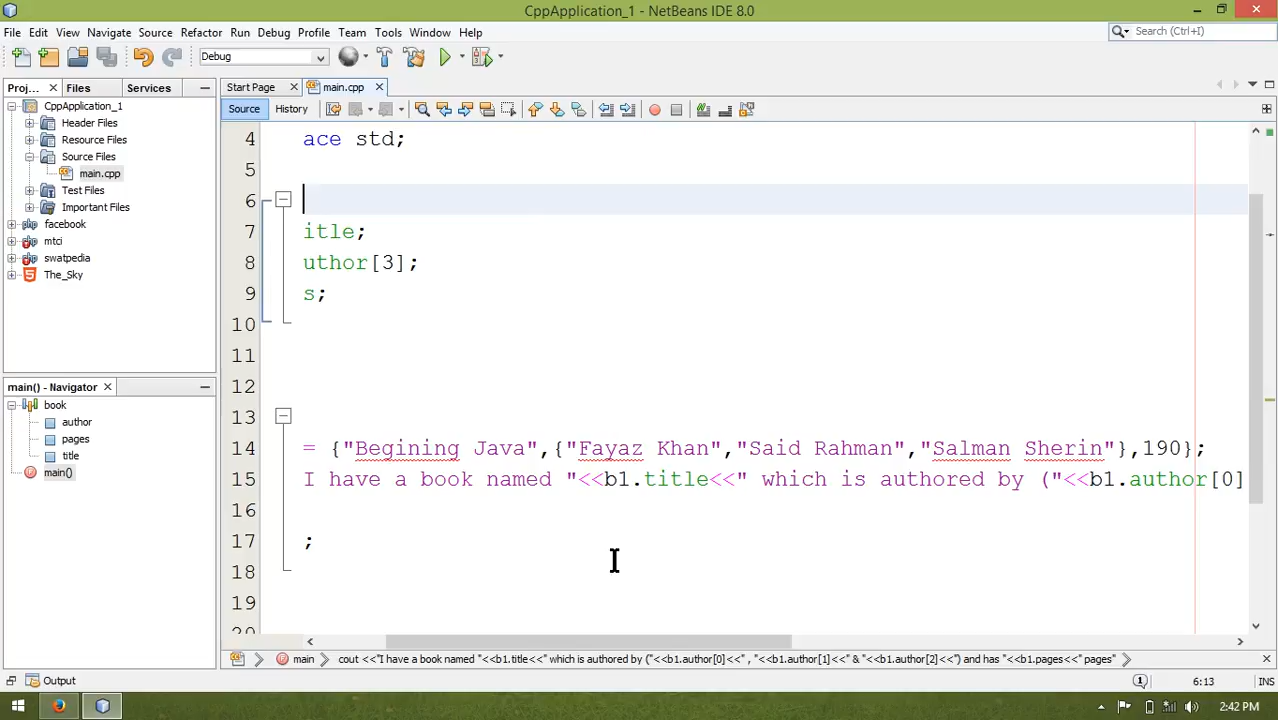 CppApplication_1 - NetBeans IDE 8.0
File Edit View Navigate Source Refactor Run Debug Profile Team Tools Window Help
Search (Ctrl+I)
Debug
Proj... Files Services
Start Page main.cpp
CppApplication_1
Header Files
Resource Files
Source Files
main.cpp
Test Files
Important Files
facebook
mtci
swatpedia
The_Sky
Source History
4 ace std;
5
6
7 itle;
8 uthor[3];
9 s;
10
11
12
13
14 = {"Begining Java",{"Fayaz Khan","Said Rahman","Salman Sherin"},190};
15 I have a book named "<<b1.title<<" which is authored by ("<<b1.author[0]
16
17 ;
18
19
20
main() - Navigator
book
author
pages
title
main()
main cout <<"I have a book named "<<b1.title<<" which is authored by ("<<b1.author[0]<<" , "<<b1.author[1]<<" & "<<b1.author[2]<<") and has "<<b1.pages<<" pages"
Output
6:13 INS
2:42 PM